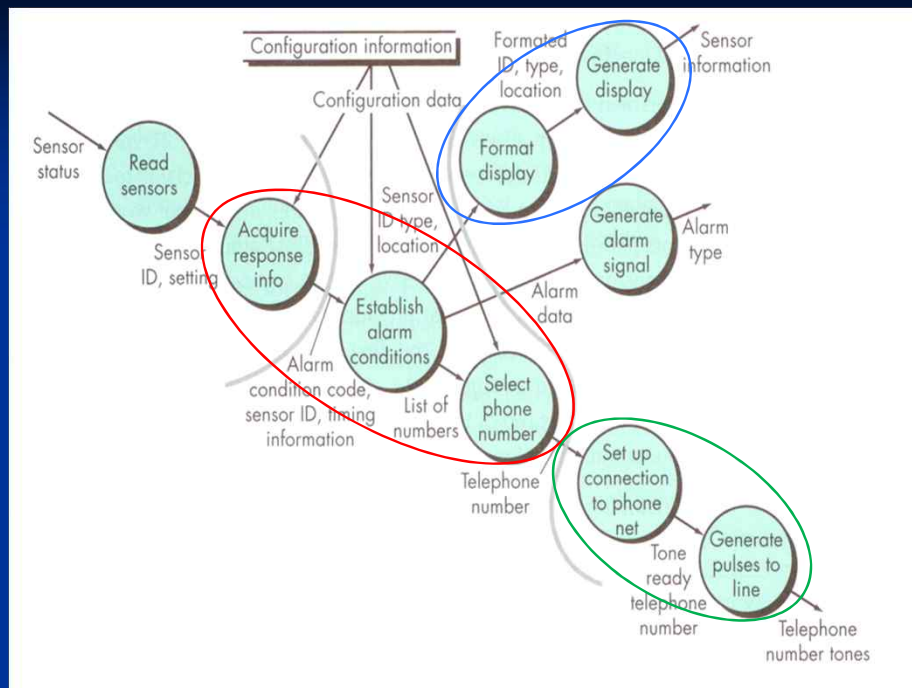 Configuration information
Formated
ID, type,
location
Generate
display
Sensor
information
Configuration data
Sensor
status
Read
sensors
Format
display
Sensor
ID type,
location
Generate
alarm
signal
Alarm
type
Acquire
response
info
Sensor
ID, setting
Establish
alarm
conditions
Alarm
data
Alarm
condition code,
sensor ID, timing
information
List of
numbers
Select
phone
number
Telephone
number
Set up
connection
to phone
net
Generate
pulses to
line
Tone
ready
telephone
number
Telephone
number tones